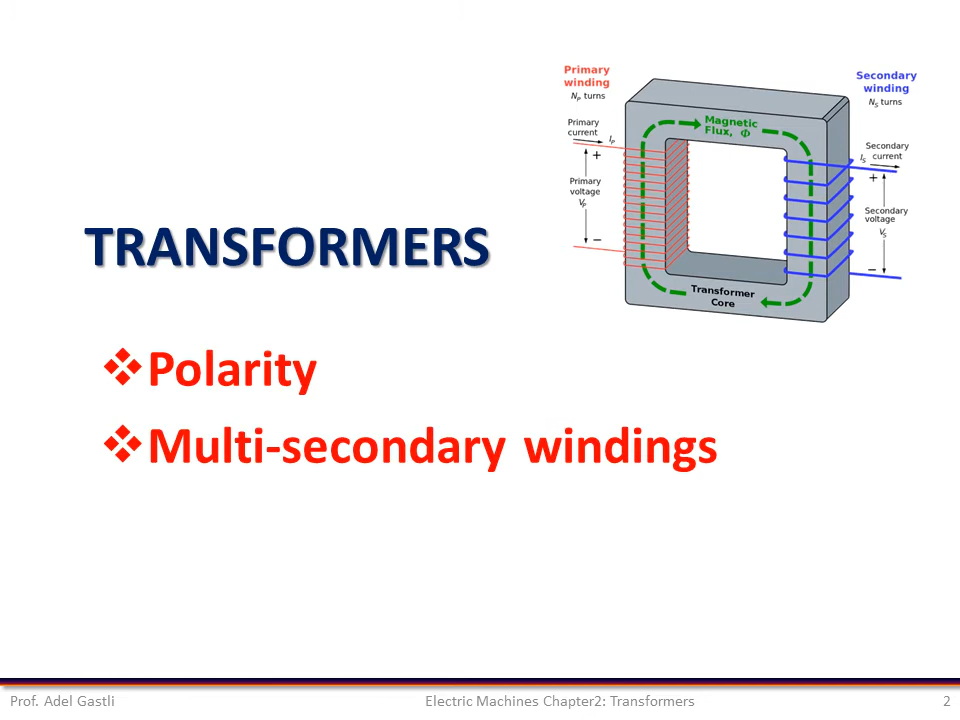 Primary
winding
NP turns
Secondary
winding
NS turns
Magnetic
Flux, Φ
Primary
current
IP
+
Primary
voltage
VP
−
Secondary
current
IS
+
Secondary
voltage
VS
−
Transformer
Core
TRANSFORMERS
❖Polarity
❖Multi-secondary windings
Prof. Adel Gastli
Electric Machines Chapter2: Transformers
2